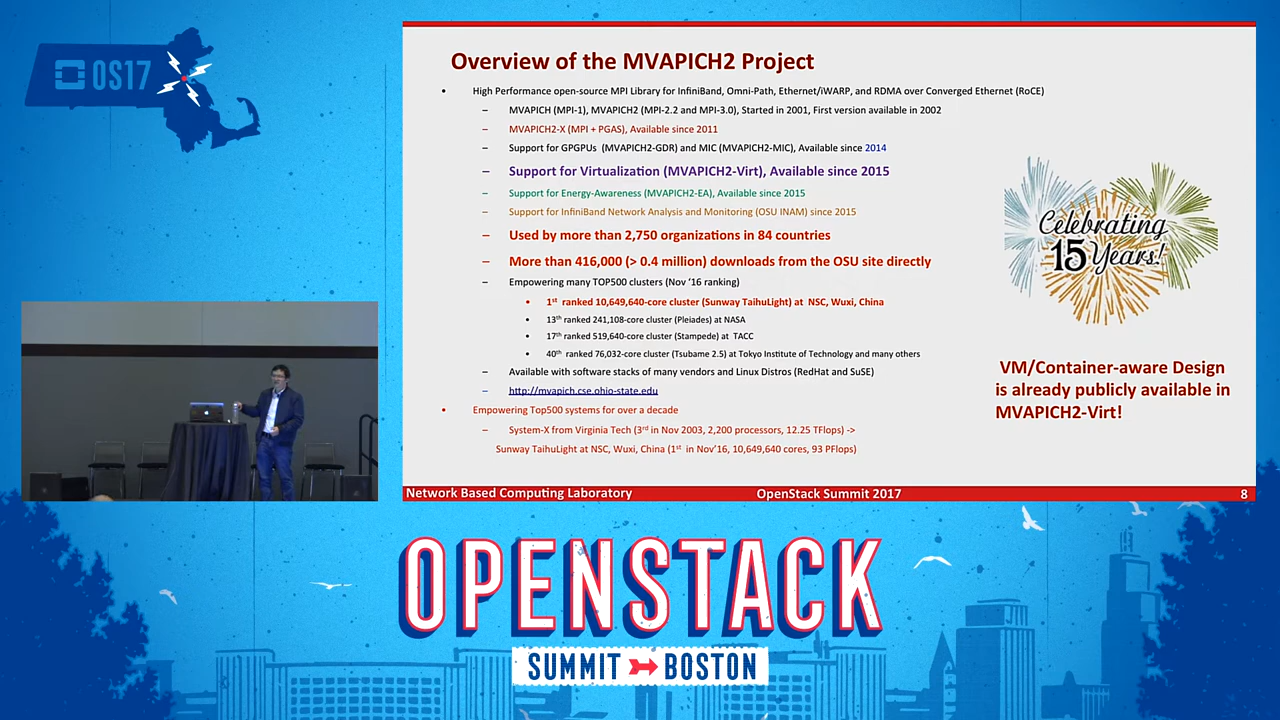 OS17
Overview of the MVAPICH2 Project
• High Performance open-source MPI Library for InfiniBand, Omni-Path, Ethernet/iWARP, and RDMA over Converged Ethernet (RoCE)
– MVAPICH (MPI-1), MVAPICH2 (MPI-2.2 and MPI-3.0), Started in 2001, First version available in 2002
– MVAPICH2-X (MPI + PGAS), Available since 2011
– Support for GPGPUs (MVAPICH2-GDR) and MIC (MVAPICH2-MIC), Available since 2014
– Support for Virtualization (MVAPICH2-Virt), Available since 2015
– Support for Energy-Awareness (MVAPICH2-EA), Available since 2015
– Support for InfiniBand Network Analysis and Monitoring (OSU INAM) since 2015
– Used by more than 2,750 organizations in 84 countries
– More than 416,000 (> 0.4 million) downloads from the OSU site directly
– Empowering many TOP500 clusters (Nov ‘16 ranking)
• 1st ranked 10,649,640-core cluster (Sunway TaihuLight) at NSC, Wuxi, China
• 13th ranked 241,108-core cluster (Pleiades) at NASA
• 17th ranked 519,640-core cluster (Stampede) at TACC
• 40th ranked 76,032-core cluster (Tsubame 2.5) at Tokyo Institute of Technology and many others
– Available with software stacks of many vendors and Linux Distros (RedHat and SuSE)
– http://mvapich.cse.ohio-state.edu
• Empowering Top500 systems for over a decade
– System-X from Virginia Tech (3rd in Nov 2003, 2,200 processors, 12.25 TFlops) ->
Sunway TaihuLight at NSC, Wuxi, China (1st in Nov’16, 10,649,640 cores, 93 PFlops)
Celebrating
15 Years!
VM/Container-aware Design
is already publicly available in
MVAPICH2-Virt!
Network Based Computing Laboratory
OpenStack Summit 2017
8
OPENSTACK
SUMMIT BOSTON